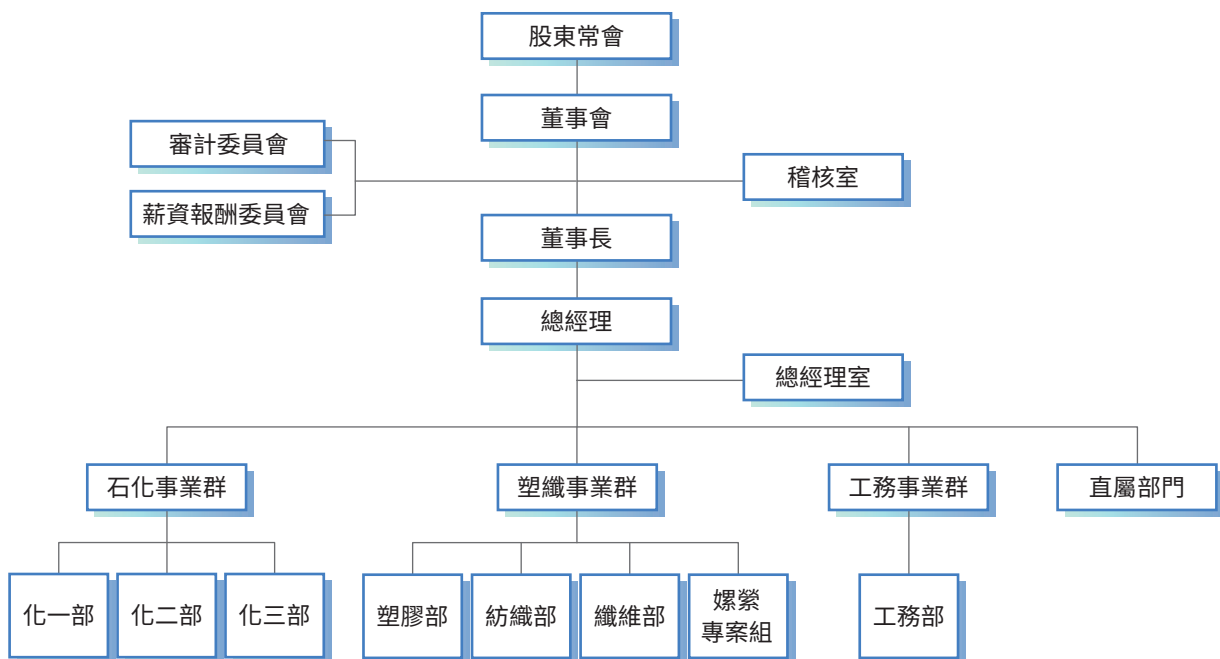 股東常會
董事會
審計委員會
稽核室
薪資報酬委員會
董事長
總經理
總經理室
石化事業群
塑纖事業群
工務事業群
直屬部門
化一部
化二部
化三部
塑膠部
紡織部
纖維部
嫘縈
專案組
工務部